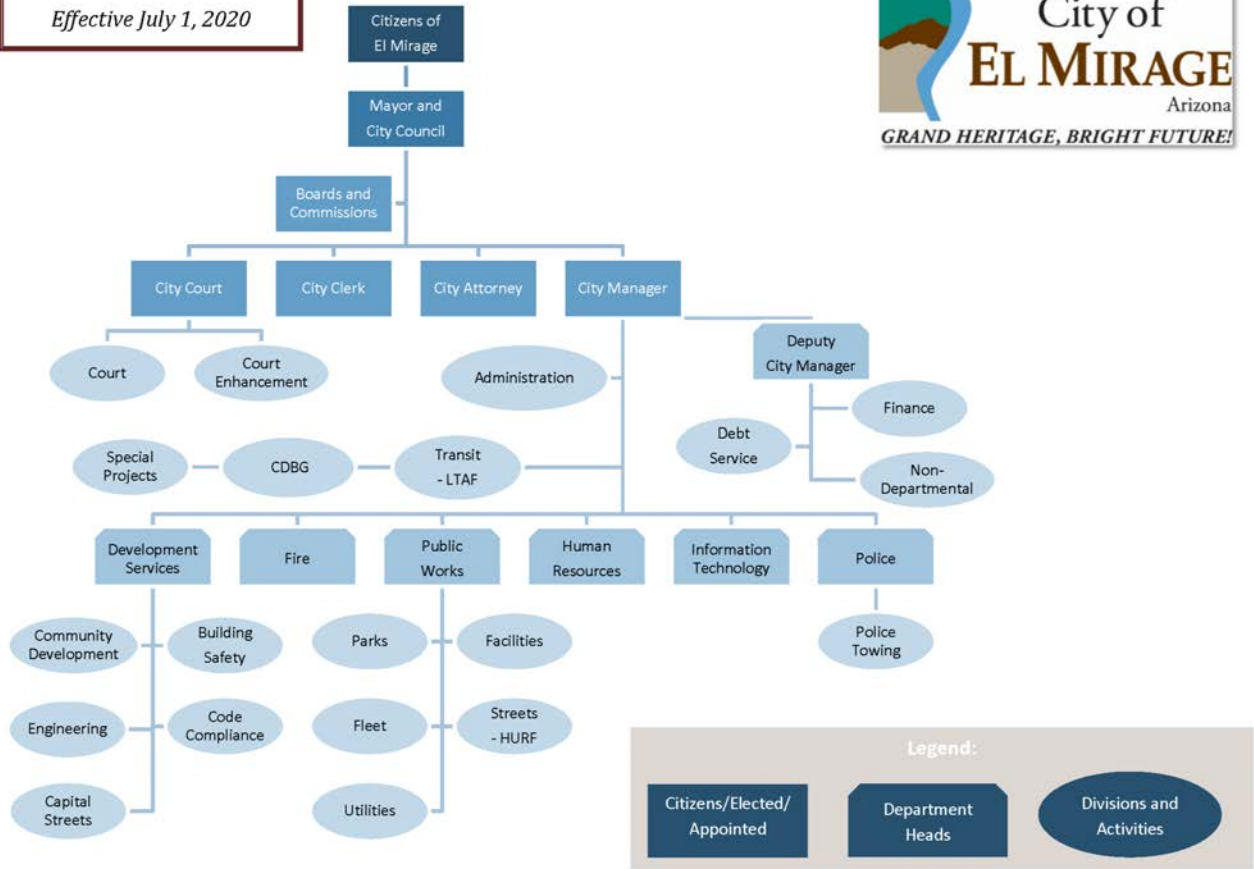 Effective July 1, 2020
City of
EL MIRAGE
Arizona
GRAND HERITAGE, BRIGHT FUTURE!
Citizens of
El Mirage
Mayor and
City Council
Boards and
Commissions
City Court
City Clerk
City Attorney
City Manager
Deputy
City Manager
Court
Court
Enhancement
Administration
Finance
Debt
Service
Non-
Departmental
Special
Projects
CDBG
Transit
- LTAF
Development
Services
Fire
Public
Works
Human
Resources
Information
Technology
Police
Community
Development
Building
Safety
Parks
Facilities
Police
Towing
Engineering
Code
Compliance
Fleet
Streets
- HURF
Capital
Streets
Utilities
Legend:
Citizens/Elected/
Appointed
Department
Heads
Divisions and
Activities